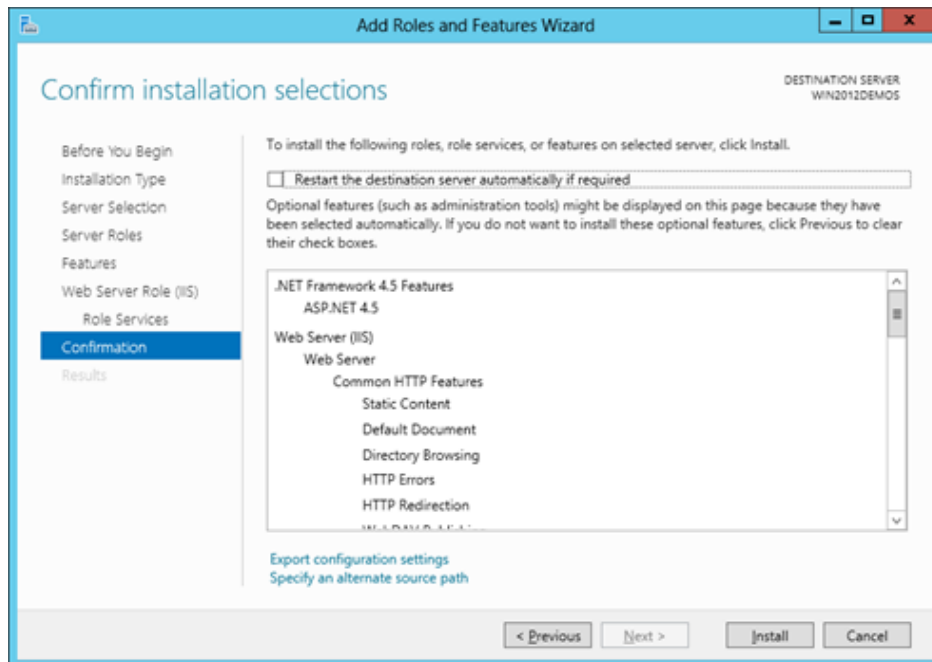 Add Roles and Features Wizard
Confirm installation selections
DESTINATION SERVER
WIN2012DEMOS
Before You Begin
Installation Type
Server Selection
Server Roles
Features
Web Server Role (IIS)
Role Services
Confirmation
Results
To install the following roles, role services, or features on selected server, click Install.
Restart the destination server automatically if required
Optional features (such as administration tools) might be displayed on this page because they have
been selected automatically. If you do not want to install these optional features, click Previous to clear
their check boxes.
.NET Framework 4.5 Features
ASP.NET 4.5
Web Server (IIS)
Web Server
Common HTTP Features
Static Content
Default Document
Directory Browsing
HTTP Errors
HTTP Redirection
Export configuration settings
Specify an alternate source path
< Previous
Next >
Install
Cancel